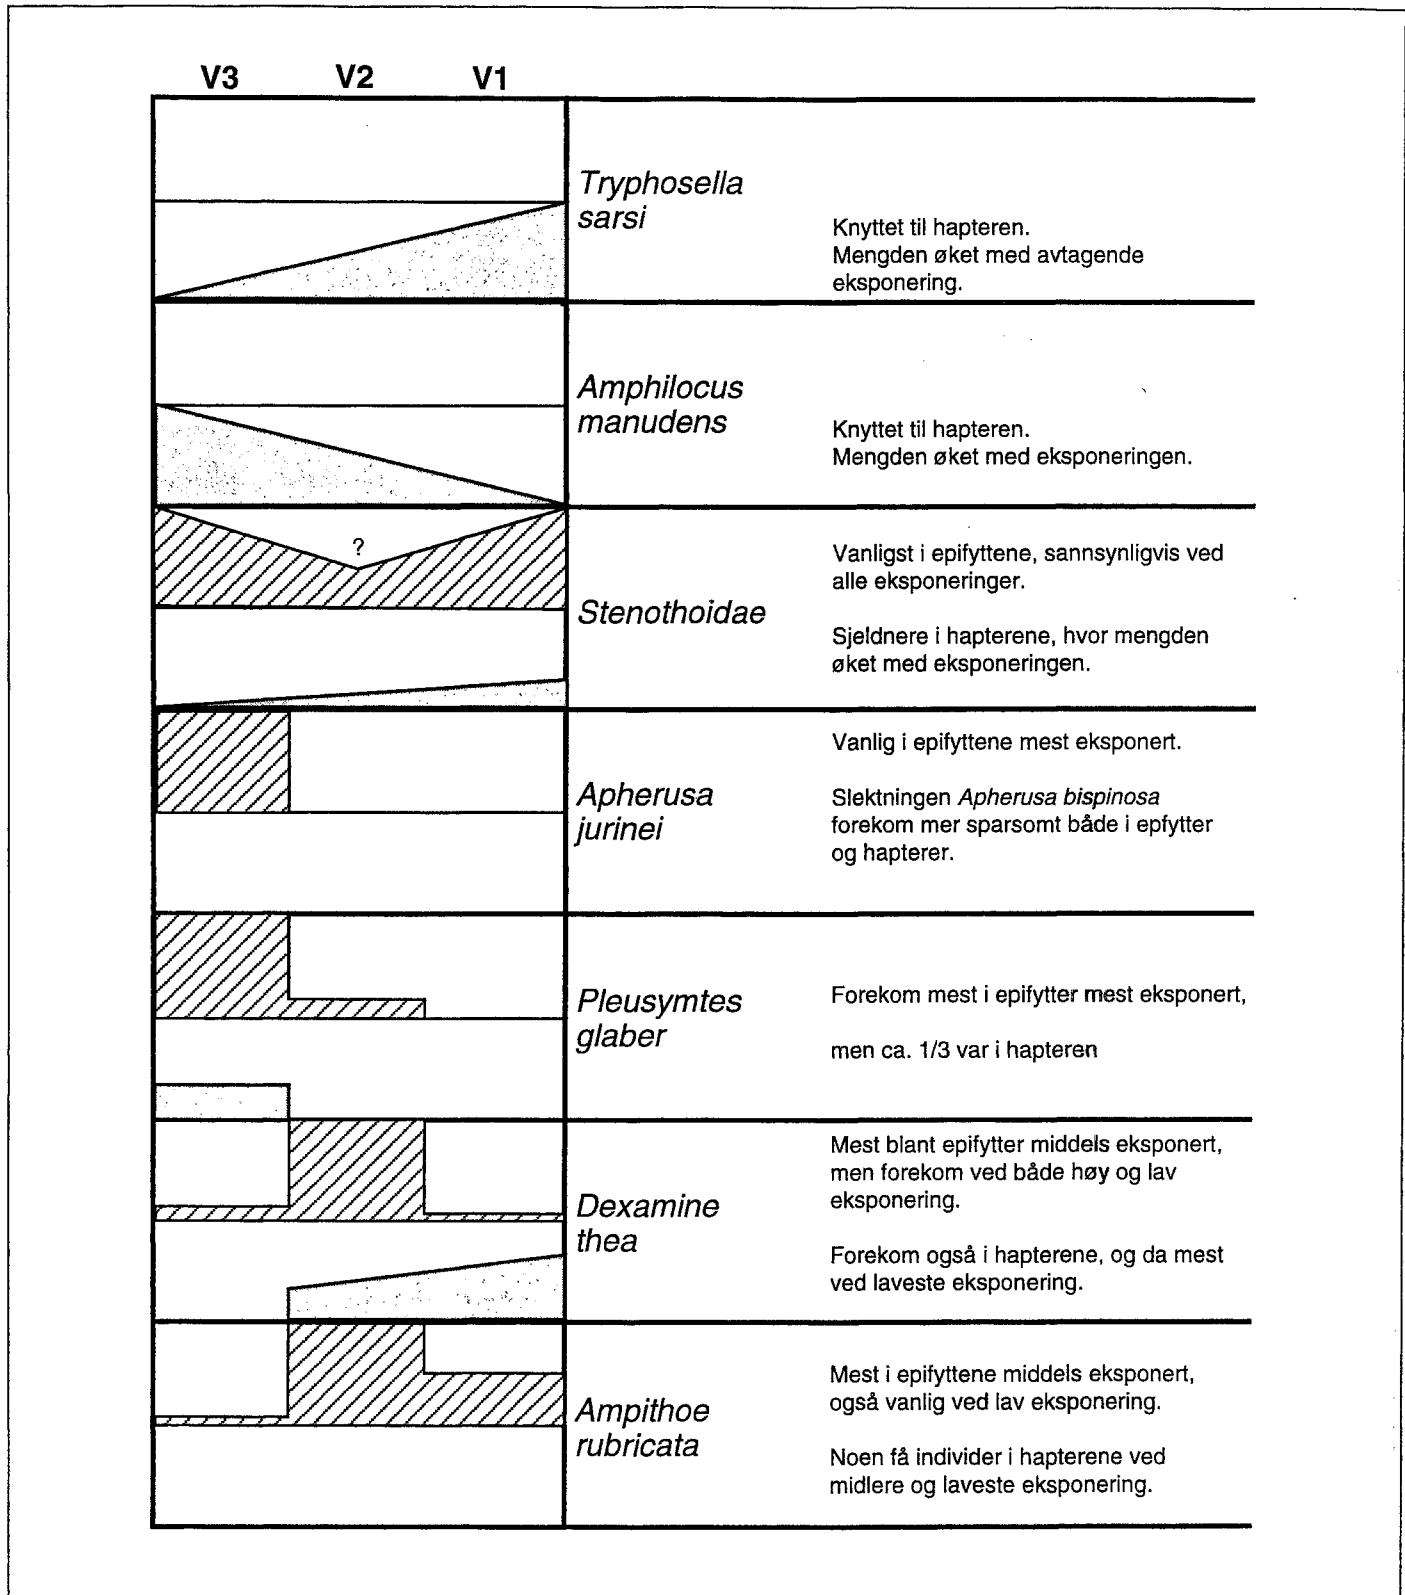 V3 V2 V1
Tryphosella
sarsi
Knyttet til hapteren.
Mengden øket med avtagende
eksponering.
Amphilocus
manudens
Knyttet til hapteren.
Mengden øket med eksponeringen.
?
Stenothoidae
Vanligst i epifyttene, sannsynligvis ved
alle eksponeringer.
Sjeldnere i hapterene, hvor mengden
øket med eksponeringen.
Apherusa
jurinei
Vanlig i epifyttene mest eksponert.
Slektningen Apherusa bispinosa
forekom mer sparsomt både i epfytter
og hapterer.
Pleusymtes
glaber
Forekom mest i epifytter mest eksponert,
men ca. 1/3 var i hapteren
Dexamine
thea
Mest blant epifytter middels eksponert,
men forekom ved både høy og lav
eksponering.
Forekom også i hapterene, og da mest
ved laveste eksponering.
Ampithoe
rubricata
Mest i epifyttene middels eksponert,
også vanlig ved lav eksponering.
Noen få individer i hapterene ved
midlere og laveste eksponering.